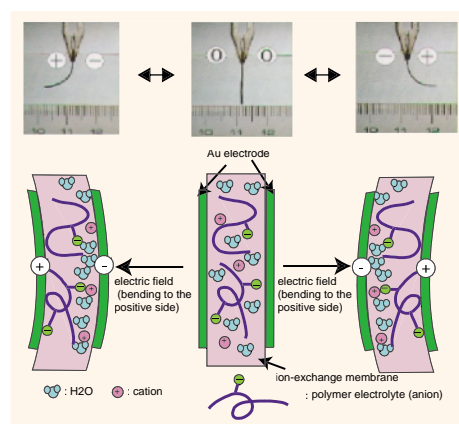 + −
0 0
− +
10 11 12
10 11 12
10 11 12
Au electrode
+ -
- +
electric field
(bending to the
positive side)
electric field
(bending to the
positive side)
ion-exchange membrane
: H2O + : cation
: polymer electrolyte (anion)